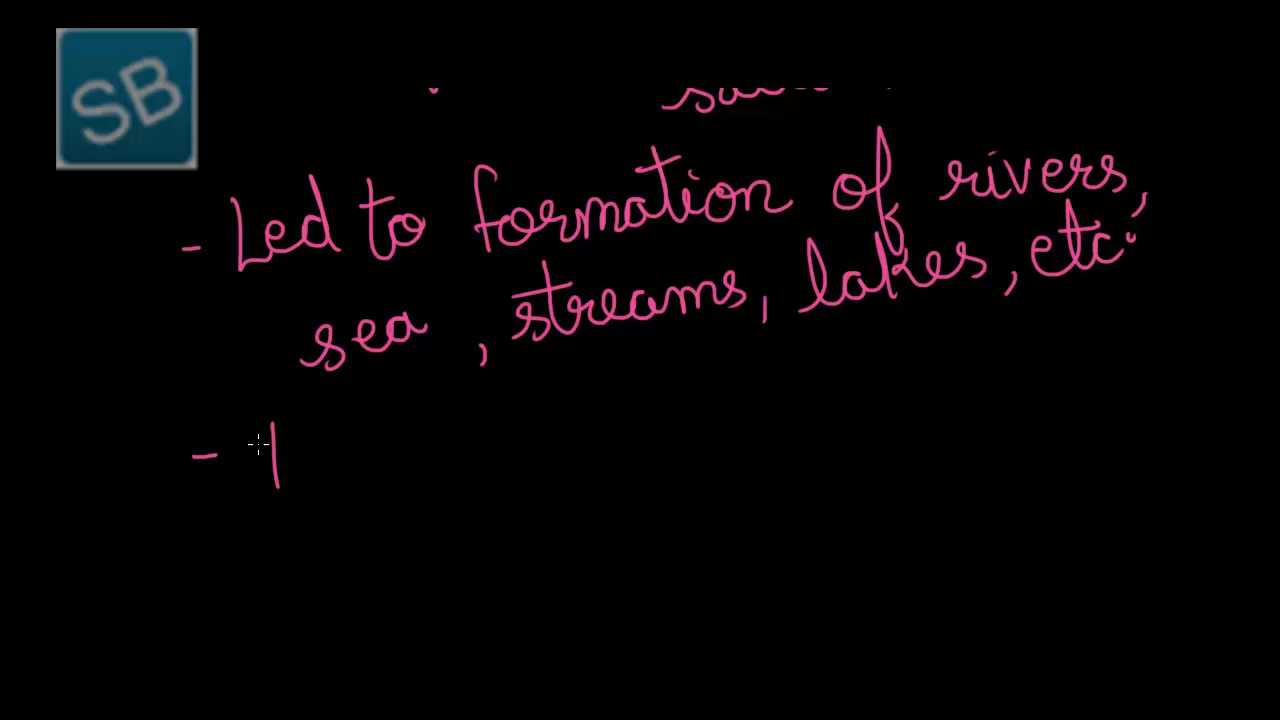 SB
- Led to formation of rivers,
sea, streams, lakes, etc.
-